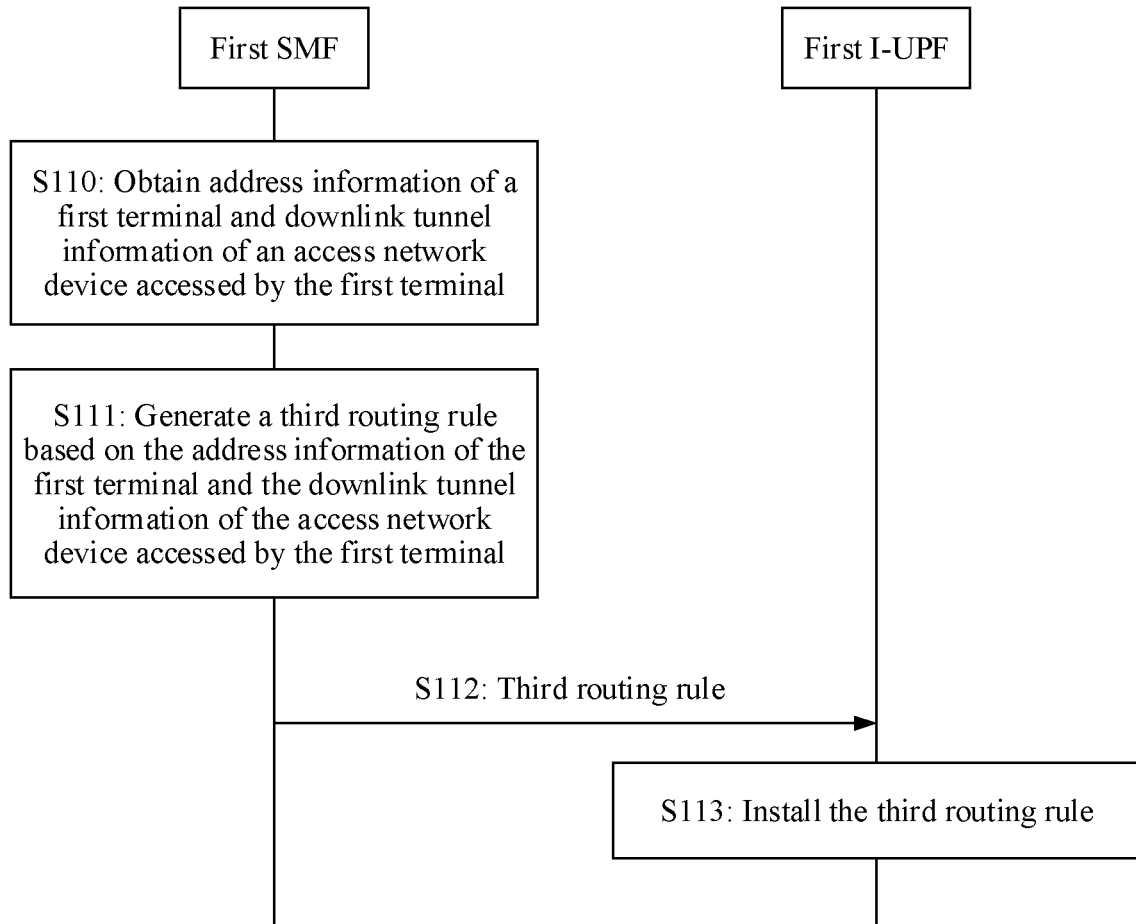 First SMF
First I-UPF
S110: Obtain address information of a
first terminal and downlink tunnel
information of an access network
device accessed by the first terminal
S111: Generate a third routing rule
based on the address information of the
first terminal and the downlink tunnel
information of the access network
device accessed by the first terminal
S112: Third routing rule
S113: Install the third routing rule